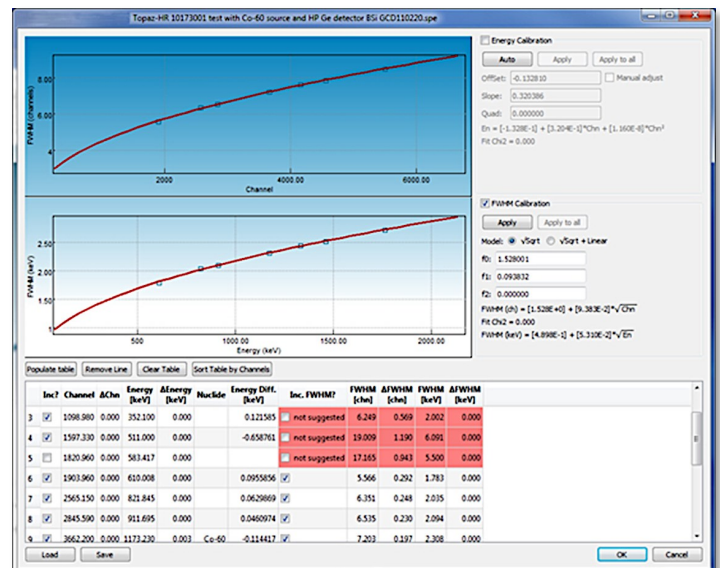 Topaz-HR 10173001 test with Co-60 source and HP Ge detector BSi GCD110220.spe
FWHM (channels)
8.00
6.00
4
2000 4000.00 6000.00
Channel
FWHM (keV)
2.50
2.00
1.50
1
500 1000.00 1500.00 2000.00
Energy (keV)
Energy Calibration
Auto Apply Apply to all
Offset: -0.132810 Manual adjust
Slope: 0.320386
Quad: 0.000000
En = [-1.328E-1] + [3.204E-1]*Chn + [1.160E-8]*Chn²
Fit Chi2 = 0.000
FWHM Calibration
Apply Apply to all
Model: √Sqrt √Sqrt + Linear
f0: 1.528001
f1: 0.093832
f2: 0.000000
FWHM (ch) = [1.528E+0] + [9.383E-2]*√Chn
Fit Chi2 = 0.000
FWHM (keV) = [4.898E-1] + [5.310E-2]*√En
Populate table Remove Line Clear Table Sort Table by Channels
Inc? Channel ΔChn Energy [keV] ΔEnergy [keV] Nuclide Energy Diff. [keV] Inc. FWHM? FWHM [chn] ΔFWHM [chn] FWHM [keV] ΔFWHM [keV]
3 1098.980 0.000 352.100 0.000 0.121585 not suggested 6.249 0.569 2.002 0.000
4 1597.330 0.000 511.000 0.000 -0.658761 not suggested 19.009 1.190 6.091 0.000
5 1820.960 0.000 583.417 0.000 not suggested 17.165 0.943 5.500 0.000
6 1903.960 0.000 610.008 0.000 0.0955856 5.566 0.292 1.783 0.000
7 2565.150 0.000 821.845 0.000 0.0629869 6.351 0.248 2.035 0.000
8 2845.590 0.000 911.695 0.000 0.0460974 6.535 0.230 2.094 0.000
9 3662.200 0.000 1173.230 0.003 Co-60 -0.114417 7.203 0.197 2.308 0.000
Load Save OK Cancel